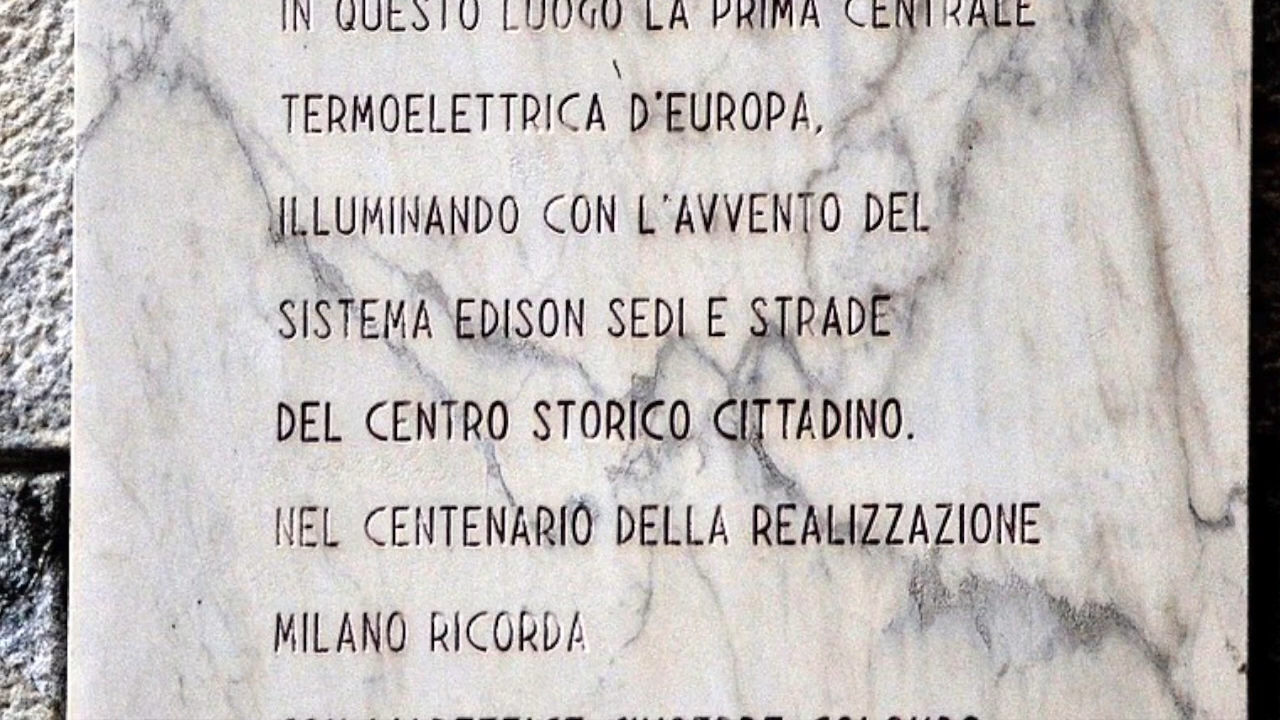 IN QUESTO LUOGO LA PRIMA CENTRALE
TERMOELETTRICA D'EUROPA,
ILLUMINANDO CON L'AVVENTO DEL
SISTEMA EDISON SEDI E STRADE
DEL CENTRO STORICO CITTADINO.
NEL CENTENARIO DELLA REALIZZAZIONE
MILANO RICORDA